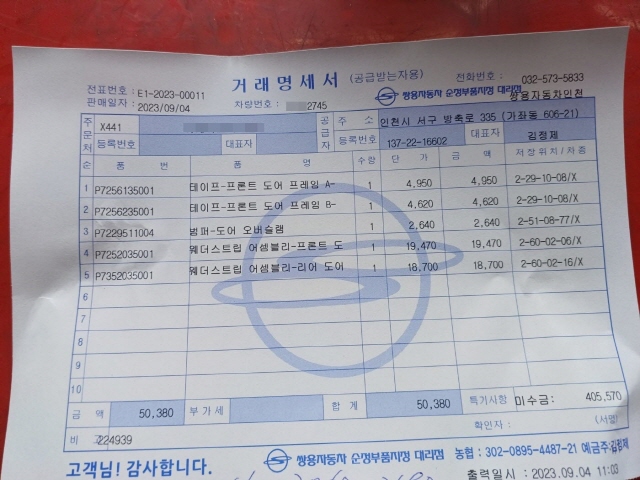 거래명세서 (공급받는자용)
전표번호 : E1-2023-00011
전화번호 : 032-573-5833
판매일자 : 2023/09/04
차량번호 : 2745
쌍용자동차 순정부품지정 대리점
쌍용자동차인천
주문처 X441
공급자 주 소 인천시 서구 방축로 335 (가좌동 606-21)
등록번호 대표자
등록번호 137-22-16602 대표자 김정제
순 품 번 품 명 수량 단 가 금 액 저장위치/차종
1 P7256135001 테이프-프론트 도어 프레임 A- 1 4,950 4,950 2-29-10-08/X
2 P7256235001 테이프-프론트 도어 프레임 B- 1 4,620 4,620 2-29-10-08/X
3 P7229511004 범퍼-도어 오버슬램 1 2,640 2,640 2-51-08-77/X
4 P7252035001 웨더스트립 어셈블리-프론트 도 1 19,470 19,470 2-60-02-06/X
5 P7352035001 웨더스트립 어셈블리-리어 도어 1 18,700 18,700 2-60-02-16/X
6
7
8
9
10
금 액 50,380 부가세 합 계 50,380 특기사항 미수금: 405,570
확인자 : (서명)
비 고 224939
고객님! 감사합니다.
쌍용자동차 순정부품지정 대리점
농협 : 302-0895-4487-21 예금주:김정제
출력일시 : 2023.09.04 11:03